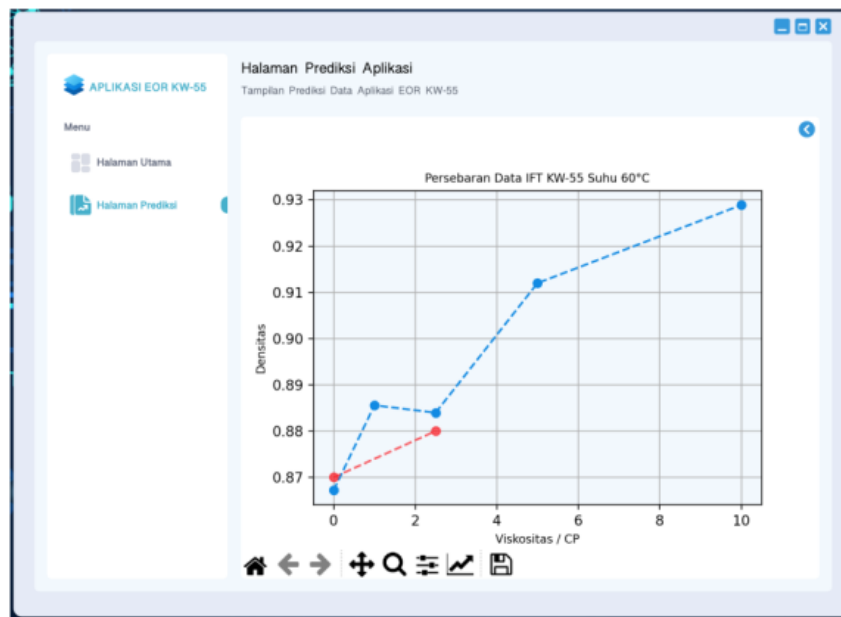 APLIKASI EOR KW-55
Menu
Halaman Utama
Halaman Prediksi
Halaman Prediksi Aplikasi
Tampilan Prediksi Data Aplikasi EOR KW-55
Persebaran Data IFT KW-55 Suhu 60°C
Densitas
0.93
0.92
0.91
0.90
0.89
0.88
0.87
0 2 4 6 8 10
Viskositas / CP